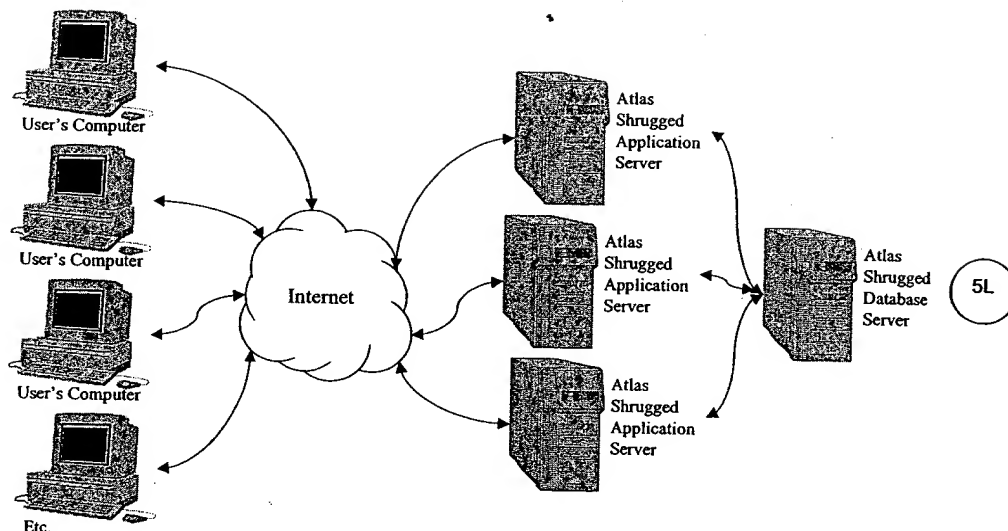 User's Computer
User's Computer
User's Computer
Etc.
Internet
Atlas
Shrugged
Application
Server
Atlas
Shrugged
Application
Server
Atlas
Shrugged
Application
Server
Atlas
Shrugged
Database
Server
5L